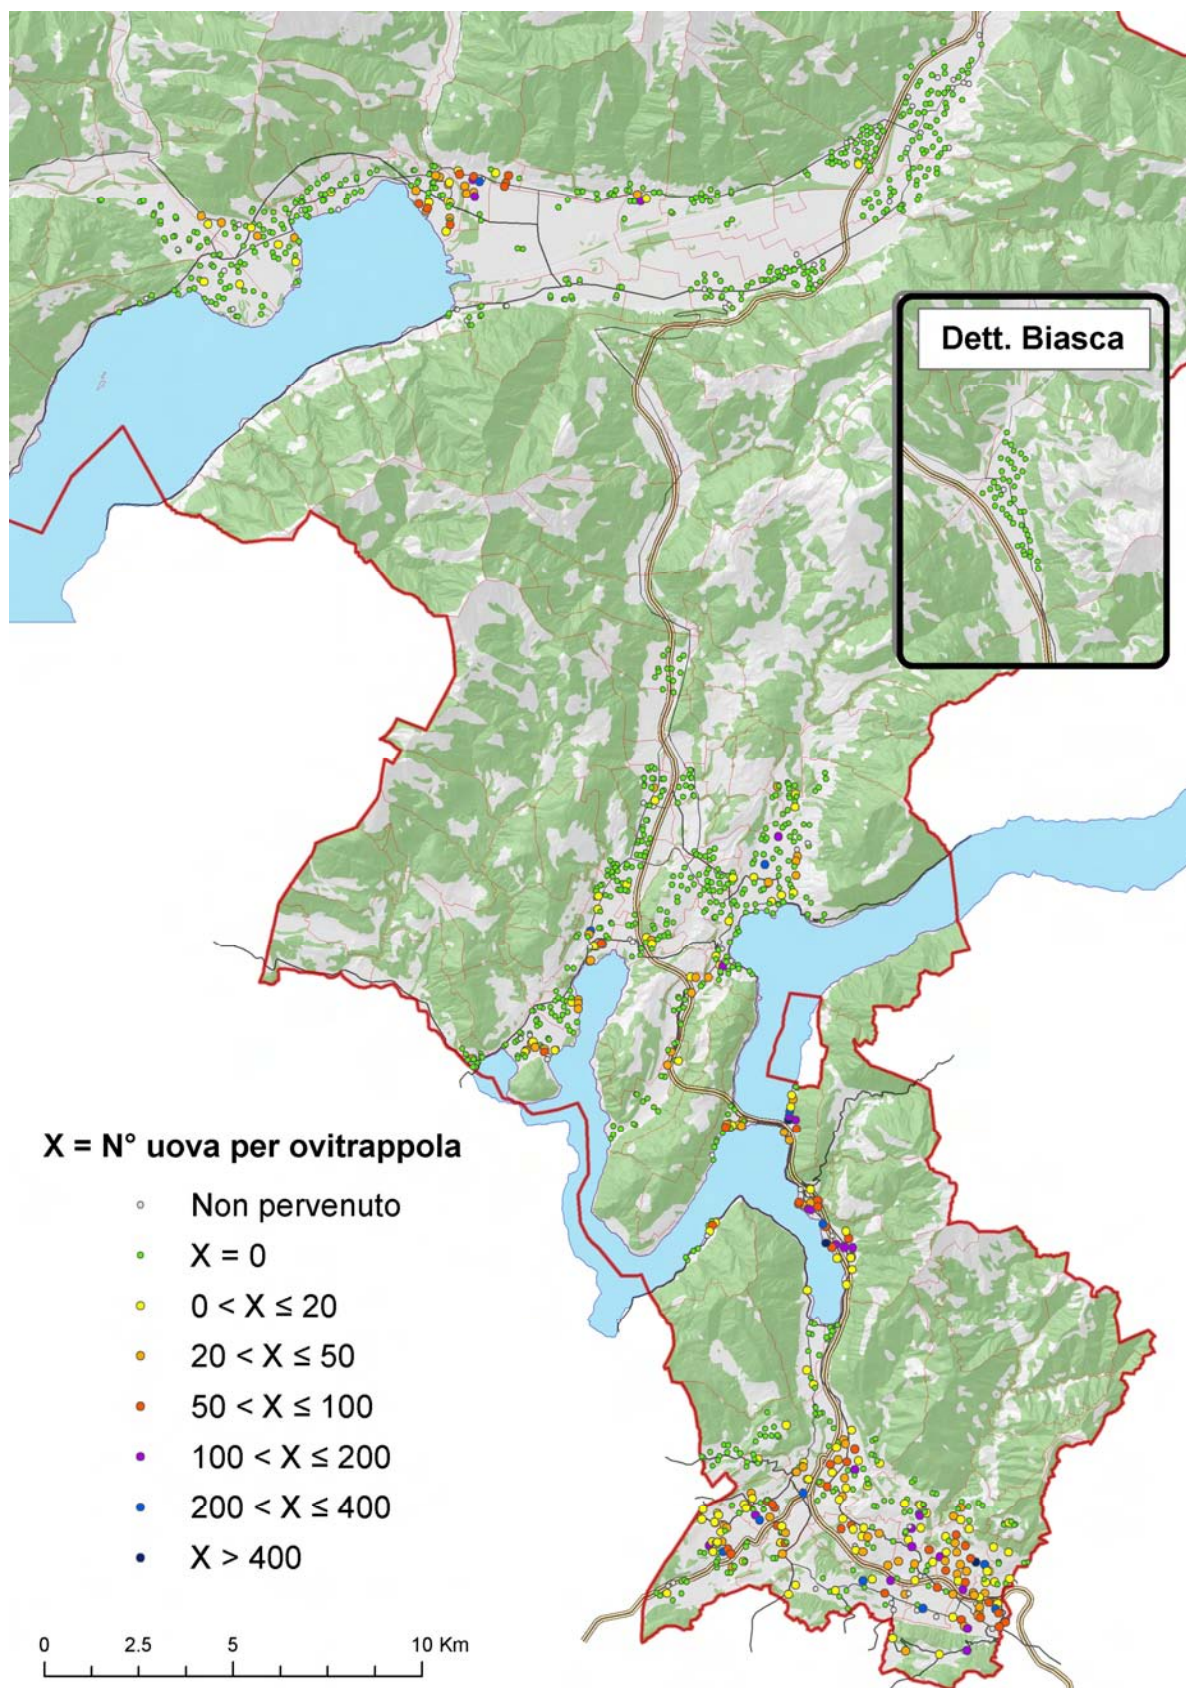 Dett. Biasca
X = N° uova per ovitrappola
Non pervenuto
X = 0
0 < X ≤ 20
20 < X ≤ 50
50 < X ≤ 100
100 < X ≤ 200
200 < X ≤ 400
X > 400
0 2.5 5 10 Km